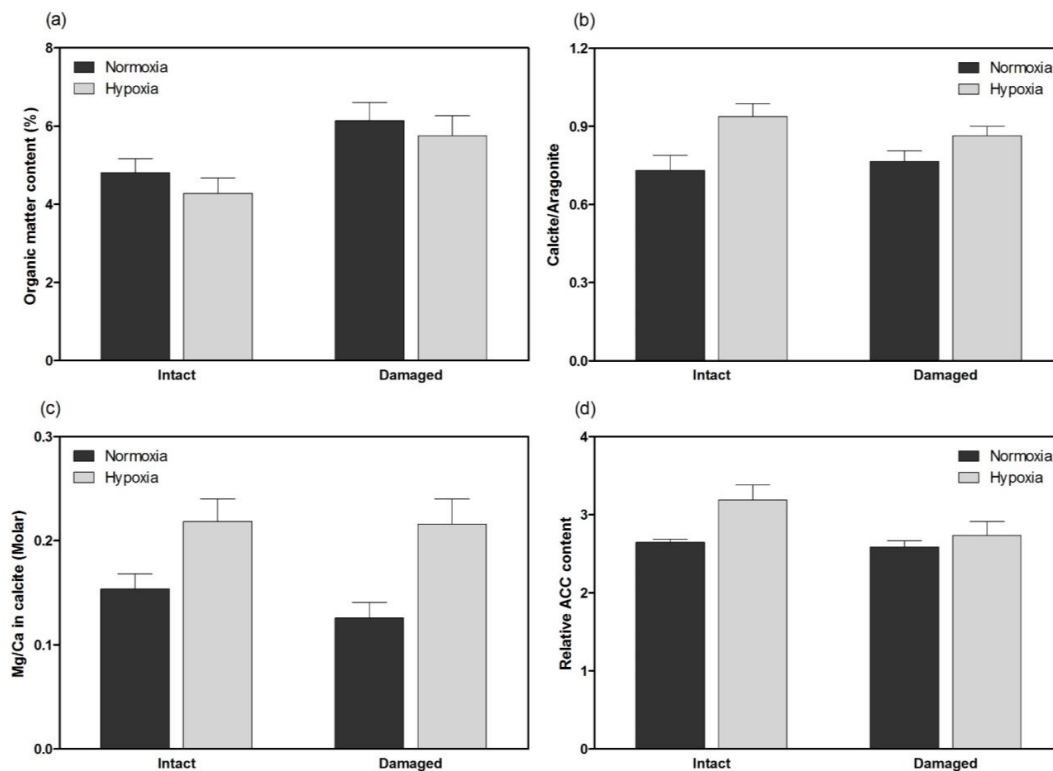 (a)
Organic matter content (%)
8
6
4
2
0
Normoxia
Hypoxia
Intact
Damaged
(b)
Calcite/Aragonite
1.2
0.9
0.6
0.3
0.0
Normoxia
Hypoxia
Intact
Damaged
(c)
Mg/Ca in calcite (Molar)
0.3
0.2
0.1
0.0
Normoxia
Hypoxia
Intact
Damaged
(d)
Relative ACC content
4
3
2
1
0
Normoxia
Hypoxia
Intact
Damaged